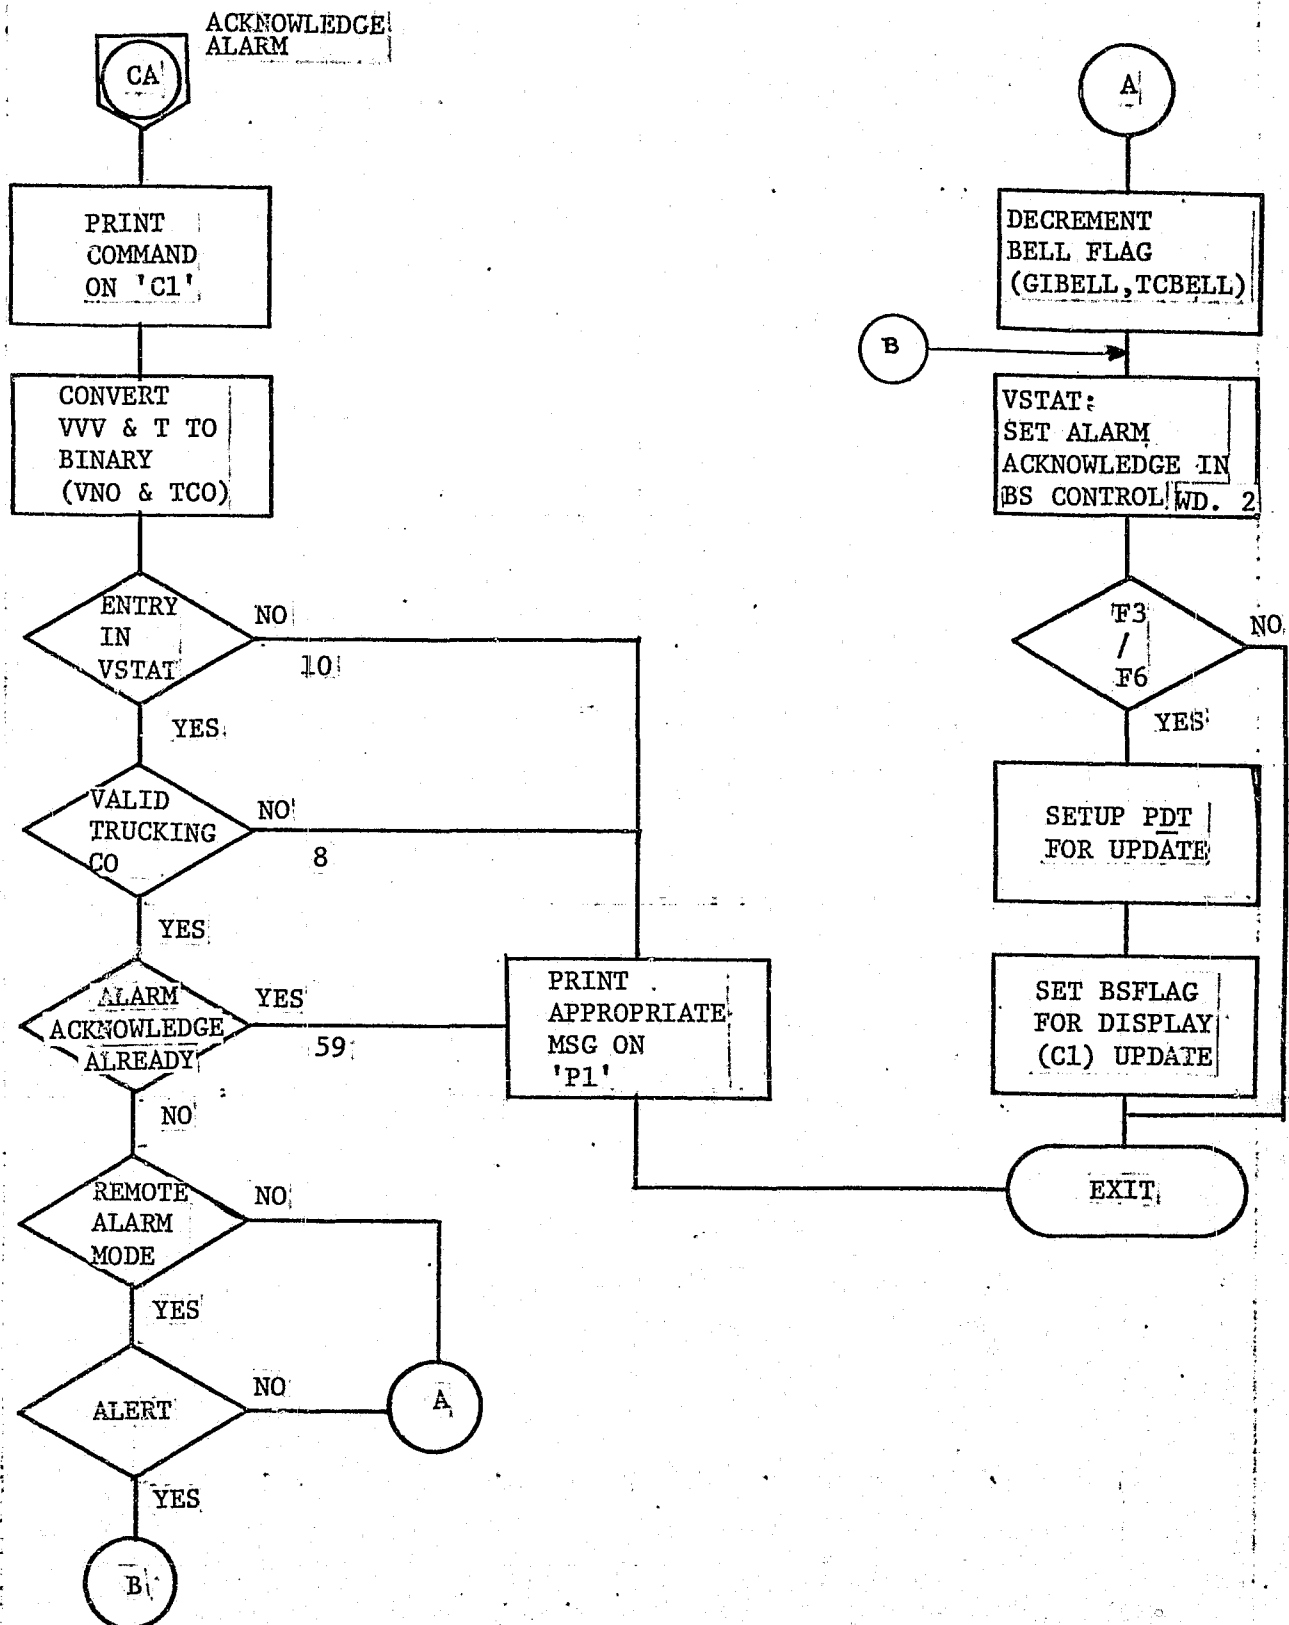 ACKNOWLEDGE
ALARM
CA
PRINT
COMMAND
ON 'C1'
CONVERT
VVV & T TO
BINARY
(VNO & TCO)
ENTRY
IN
VSTAT
NO
10
YES
VALID
TRUCKING
CO
NO
8
YES
ALARM
ACKNOWLEDGE
ALREADY
YES
59
NO
PRINT
APPROPRIATE
MSG ON
'P1'
REMOTE
ALARM
MODE
NO
YES
ALERT
NO
A
YES
B
A
DECREMENT
BELL FLAG
(GIBELL,TCBELL)
B
VSTAT:
SET ALARM
ACKNOWLEDGE IN
BS CONTROL WD. 2
F3
/
F6
NO
YES
SETUP PDT
FOR UPDATE
SET BSFLAG
FOR DISPLAY
(C1) UPDATE
EXIT